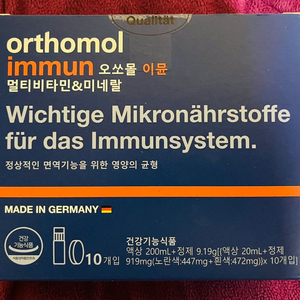 Qualität
orthomol
immun 오쏘몰 이뮨
멀티비타민&미네랄
Wichtige Mikronährstoffe
für das Immunsystem.
정상적인 면역기능을 위한 영양의 균형
MADE IN GERMANY
건강
기능식품
10개입
건강기능식품
액상 200mL+정제 9.19g[(액상 20mL+정제
919mg(노란색:447mg+흰색:472mg))x 10개입]